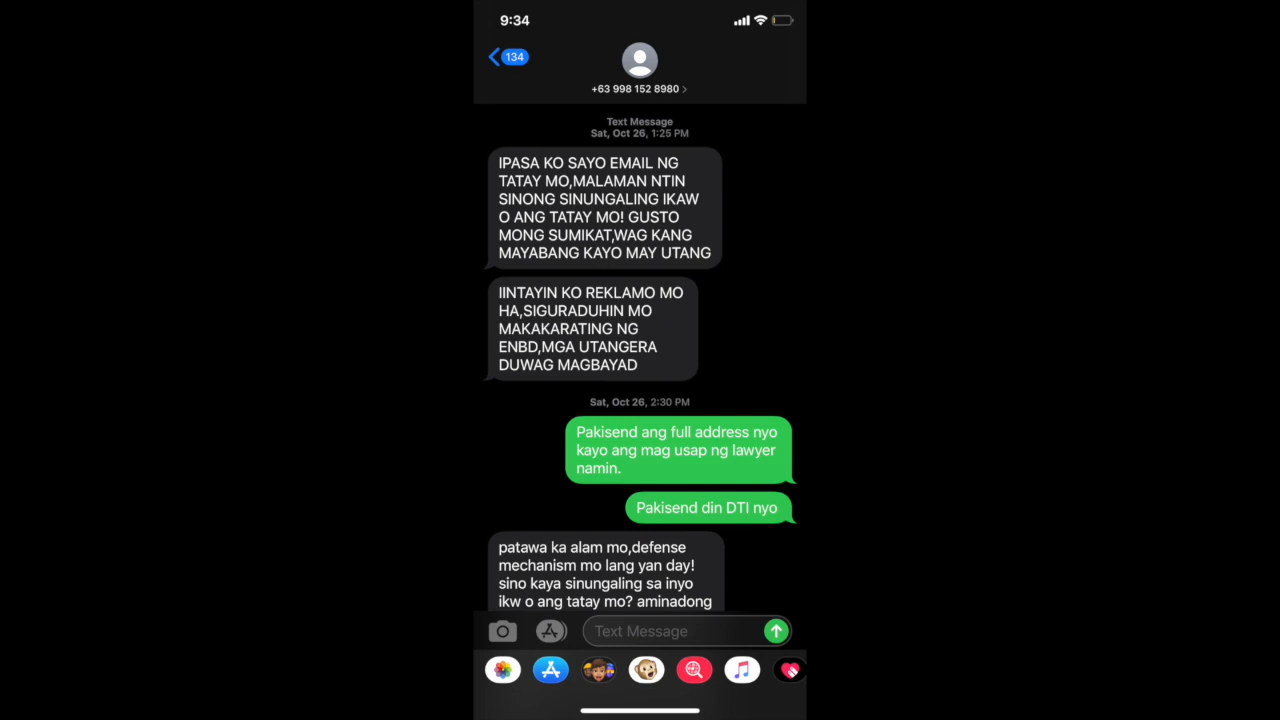 9:34
134
+63 998 152 8980
Text Message
Sat, Oct 26, 1:25 PM
IPASA KO SAYO EMAIL NG
TATAY MO,MALAMAN NTIN
SINONG SINUNGALING IKAW
O ANG TATAY MO! GUSTO
MONG SUMIKAT,WAG KANG
MAYABANG KAYO MAY UTANG
IINTAYIN KO REKLAMO MO
HA,SIGURADUHIN MO
MAKAKARATING NG
ENBD,MGA UTANGERA
DUWAG MAGBAYAD
Sat, Oct 26, 2:30 PM
Pakisend ang full address nyo
kayo ang mag usap ng lawyer
namin.
Pakisend din DTI nyo
patawa ka alam mo,defense
mechanism mo lang yan day!
sino kaya sinungaling sa inyo
ikw o ang tatay mo? aminadong
Text Message